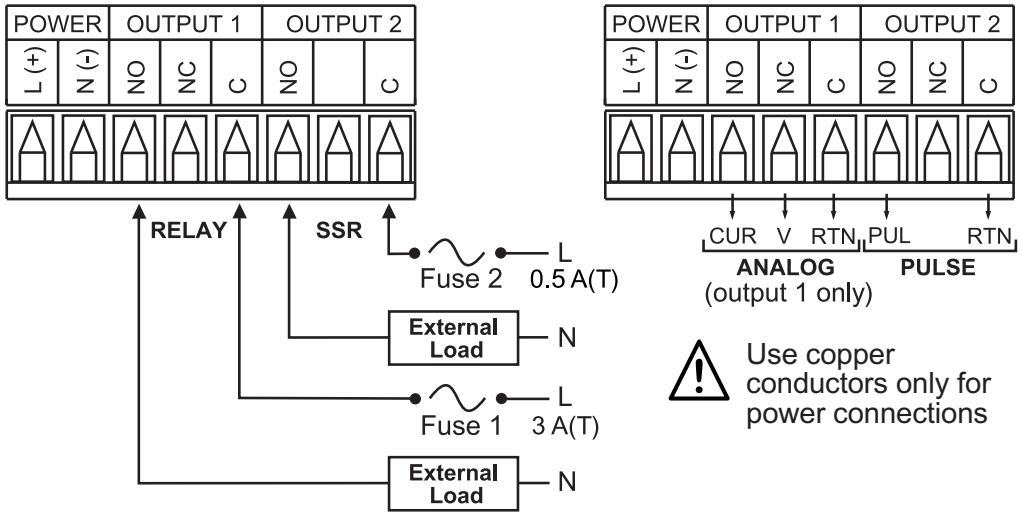 POWER OUTPUT 1 OUTPUT 2
L (+) N (-) NO NC C NO C
RELAY SSR
L
Fuse 2 0.5 A(T)
External
Load
N
L
Fuse 1 3 A(T)
External
Load
N
POWER OUTPUT 1 OUTPUT 2
L (+) N (-) NO NC C NO NC C
CUR V RTN PUL RTN
ANALOG PULSE
(output 1 only)
!
Use copper
conductors only for
power connections